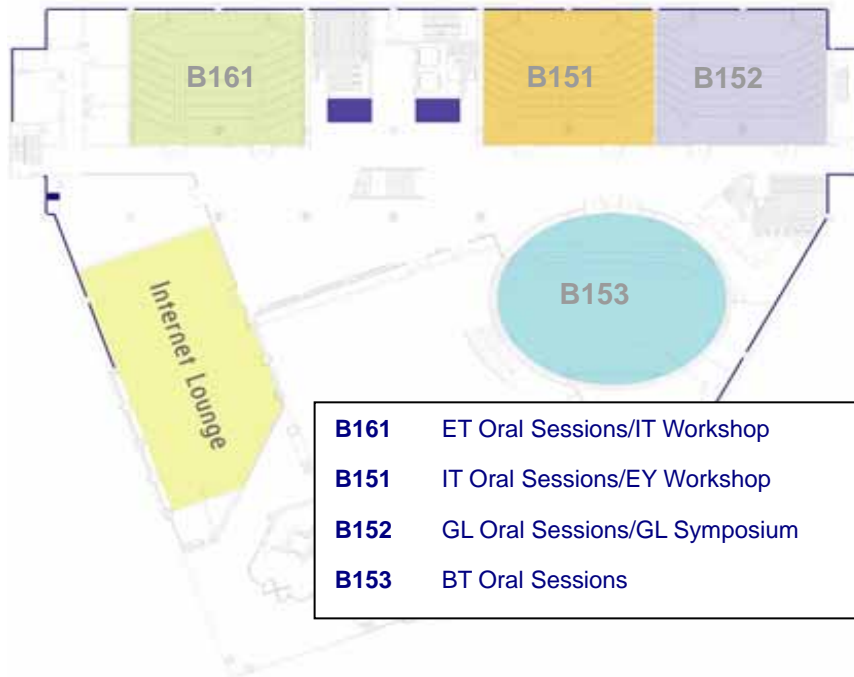 B161
B151
B152
B153
Internet Lounge
B161 ET Oral Sessions/IT Workshop
B151 IT Oral Sessions/EY Workshop
B152 GL Oral Sessions/GL Symposium
B153 BT Oral Sessions